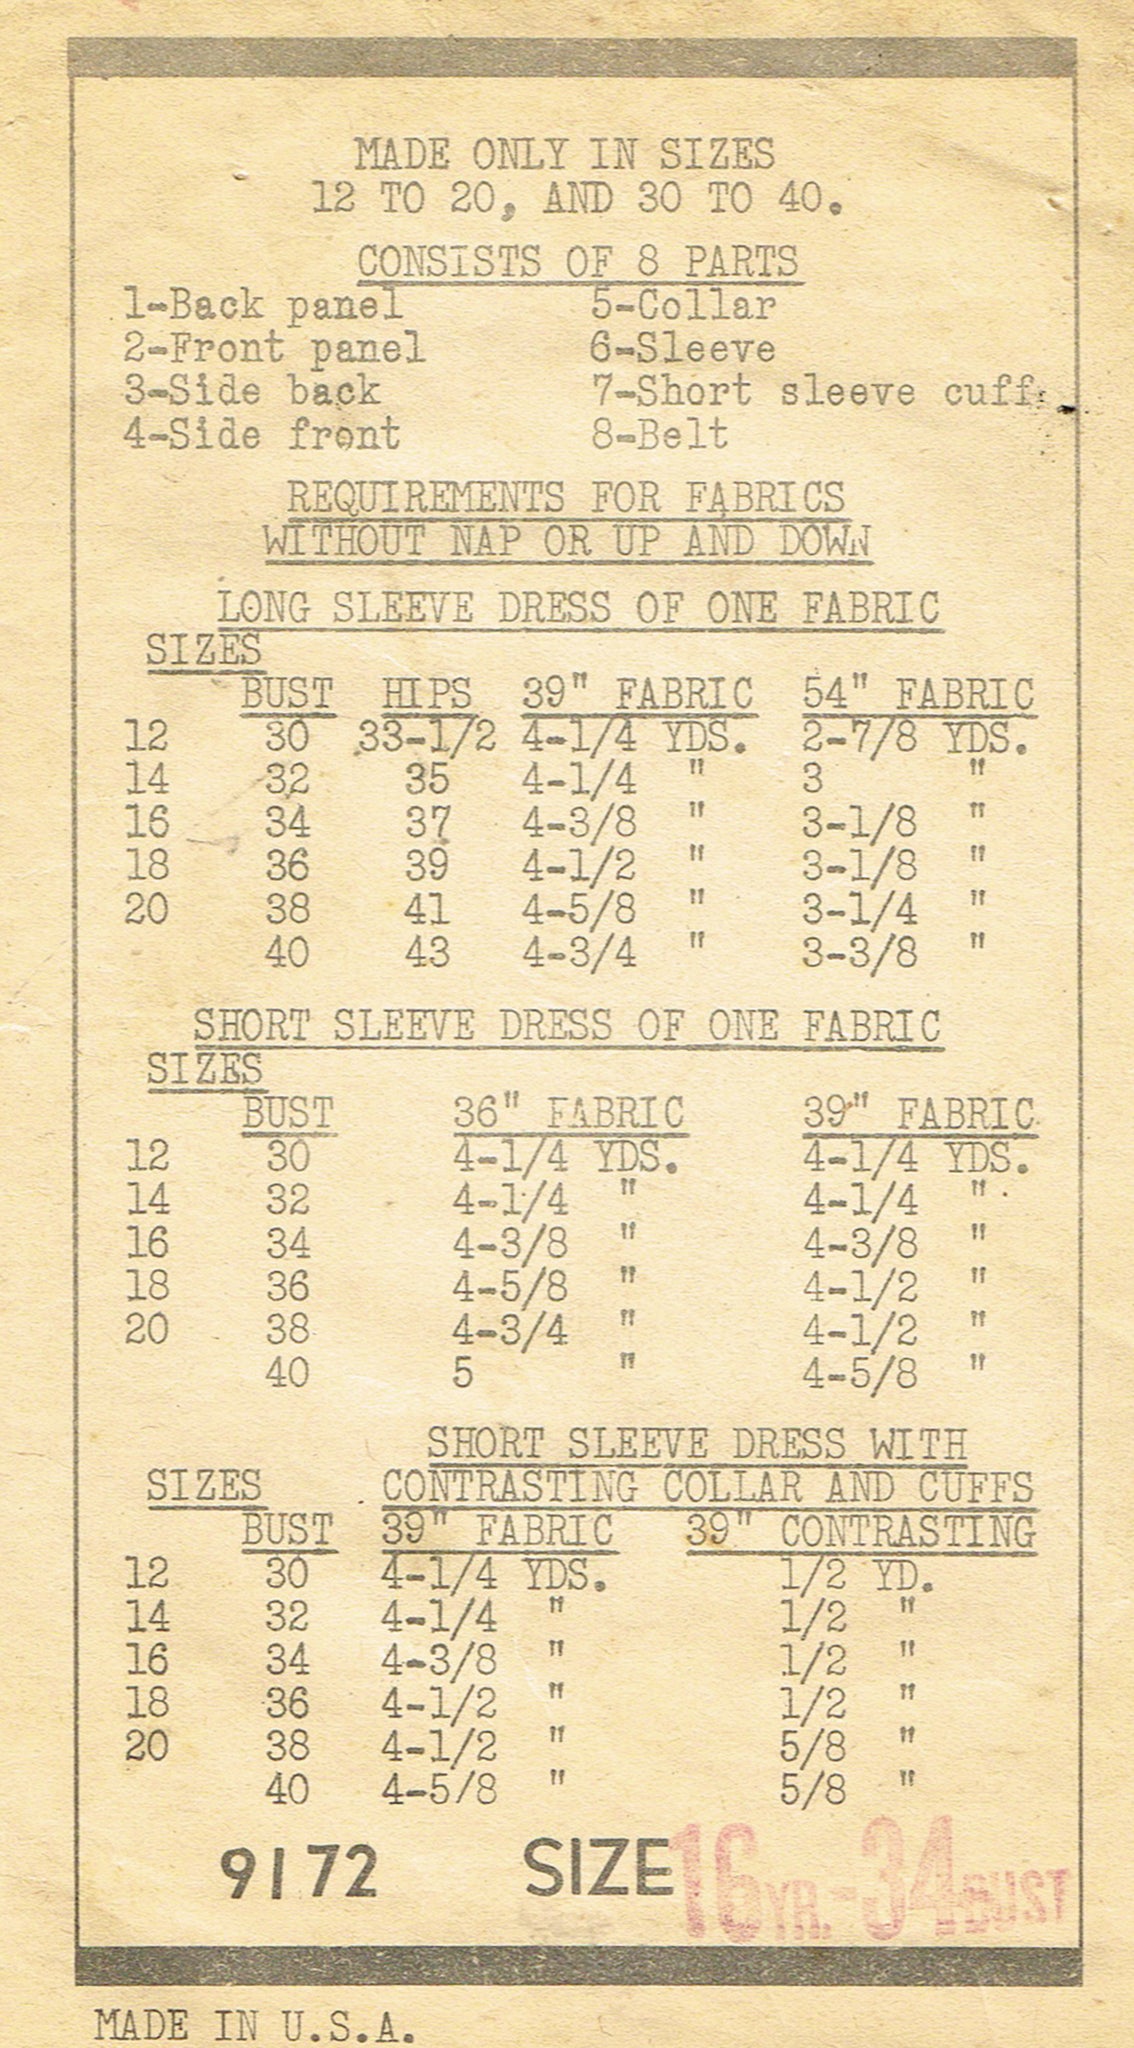 MADE ONLY IN SIZES
12 TO 20, AND 30 TO 40.
CONSISTS OF 8 PARTS
1-Back panel 5-Collar
2-Front panel 6-Sleeve
3-Side back 7-Short sleeve cuff
4-Side front 8-Belt
REQUIREMENTS FOR FABRICS
WITHOUT NAP OR UP AND DOWN
LONG SLEEVE DRESS OF ONE FABRIC
SIZES
BUST HIPS 39" FABRIC 54" FABRIC
12 30 33-1/2 4-1/4 YDS. 2-7/8 YDS.
14 32 35 4-1/4 " 3 "
16 34 37 4-3/8 " 3-1/8 "
18 36 39 4-1/2 " 3-1/8 "
20 38 41 4-5/8 " 3-1/4 "
40 43 4-3/4 " 3-3/8 "
SHORT SLEEVE DRESS OF ONE FABRIC
SIZES
BUST 36" FABRIC 39" FABRIC
12 30 4-1/4 YDS. 4-1/4 YDS.
14 32 4-1/4 " 4-1/4 "
16 34 4-3/8 " 4-3/8 "
18 36 4-5/8 " 4-1/2 "
20 38 4-3/4 " 4-1/2 "
40 5 " 4-5/8 "
SHORT SLEEVE DRESS WITH
SIZES CONTRASTING COLLAR AND CUFFS
BUST 39" FABRIC 39" CONTRASTING
12 30 4-1/4 YDS. 1/2 YD.
14 32 4-1/4 " 1/2 "
16 34 4-3/8 " 1/2 "
18 36 4-1/2 " 1/2 "
20 38 4-1/2 " 5/8 "
40 4-5/8 " 5/8 "
9172 SIZE 16 YR.-34 BUST
MADE IN U.S.A.